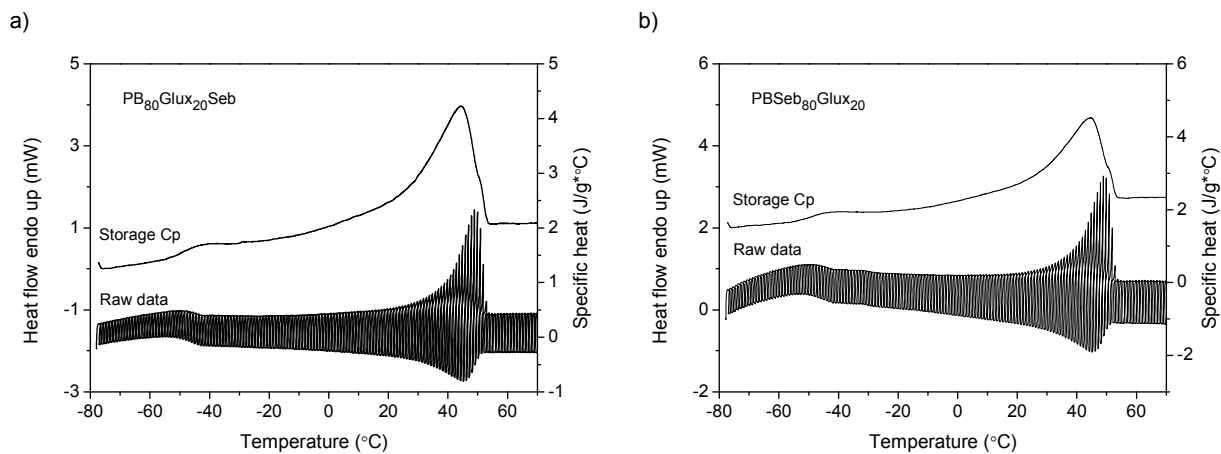 a)
PB80Glux20Seb
Storage Cp
Raw data
Heat flow endo up (mW)
5
3
1
-1
-3
Specific heat (J/g*°C)
5
4
3
2
1
0
-1
-80 -60 -40 -20 0 20 40 60
Temperature (°C)
b)
PBSeb80Glux20
Storage Cp
Raw data
Heat flow endo up (mW)
6
4
2
0
-2
Specific heat (J/g*°C)
6
4
2
0
-2
-80 -60 -40 -20 0 20 40 60
Temperature (°C)